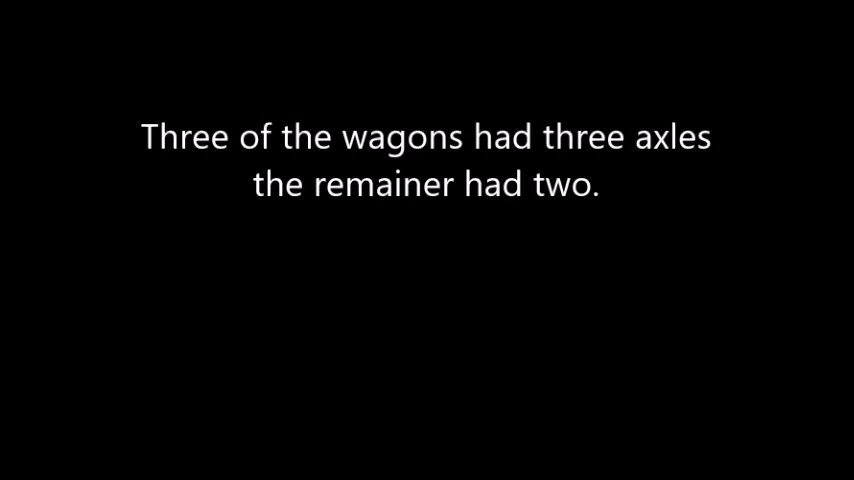 Three of the wagons had three axles
the remainer had two.